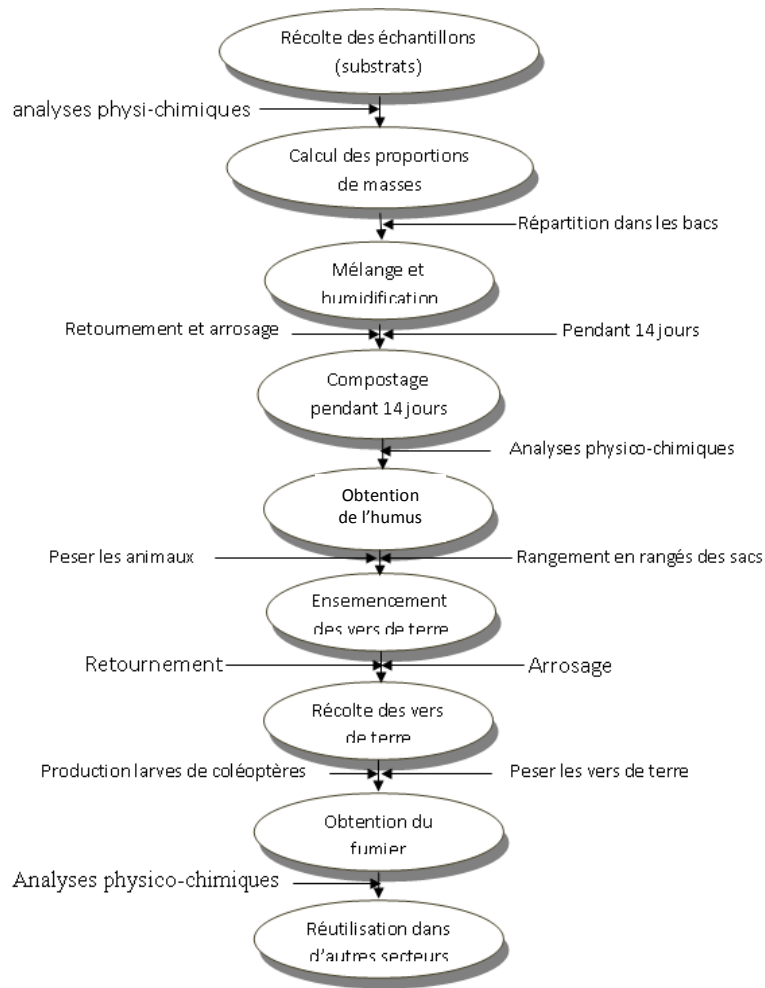 Récolte des échantillons
(substrats)
analyses physi-chimiques
Calcul des proportions
de masses
Répartition dans les bacs
Mélange et
humidification
Retournement et arrosage
Pendant 14 jours
Compostage
pendant 14 jours
Analyses physico-chimiques
Obtention
de l'humus
Peser les animaux
Rangement en rangés des sacs
Ensemencement
des vers de terre
Retournement
Arrosage
Récolte des vers
de terre
Production larves de coléoptères
Peser les vers de terre
Obtention du
fumier
Analyses physico-chimiques
Réutilisation dans
d'autres secteurs